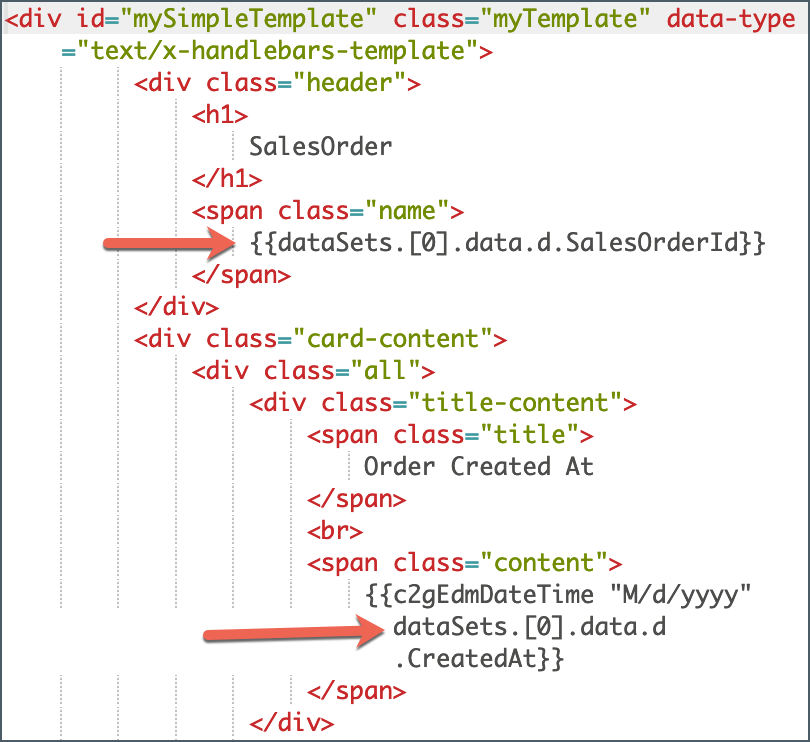 <div id="mySimpleTemplate" class="myTemplate" data-type
="text/x-handlebars-template">
<div class="header">
<h1>
SalesOrder
</h1>
<span class="name">
{{dataSets.[0].data.d.SalesOrderId}}
</span>
</div>
<div class="card-content">
<div class="all">
<div class="title-content">
<span class="title">
Order Created At
</span>
<br>
<span class="content">
{{c2gEdmDateTime "M/d/yyyy"
dataSets.[0].data.d
.CreatedAt}}
</span>
</div>